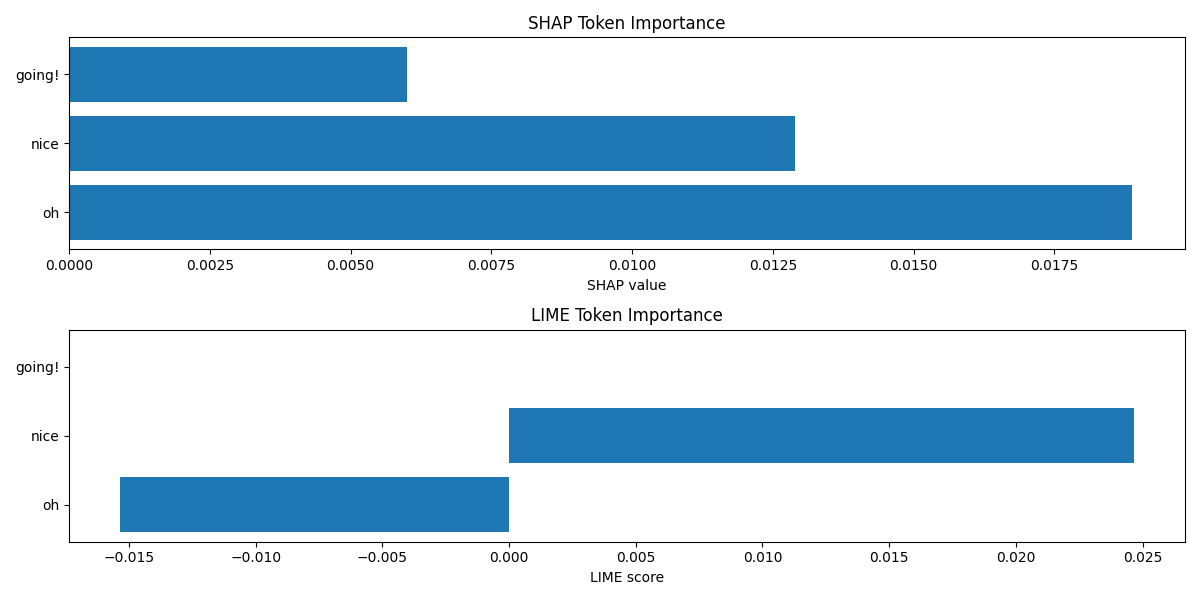 SHAP Token Importance
going!
nice
oh
0.0000 0.0025 0.0050 0.0075 0.0100 0.0125 0.0150 0.0175
SHAP value
LIME Token Importance
going!
nice
oh
−0.015 −0.010 −0.005 0.000 0.005 0.010 0.015 0.020 0.025
LIME score